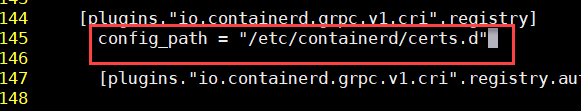 144 [plugins."io.containerd.grpc.v1.cri".registry]
145 config_path = "/etc/containerd/certs.d"
146
147 [plugins."io.containerd.grpc.v1.cri".registry.au
148